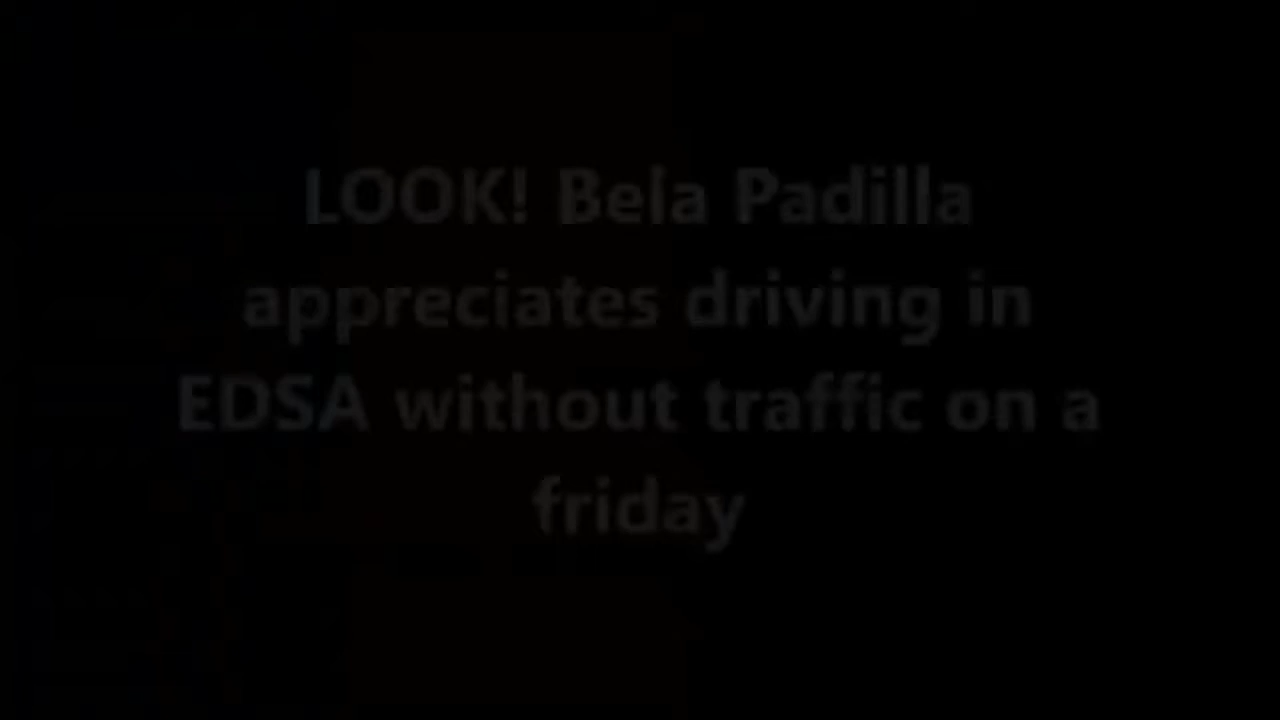 LOOK! Bela Padilla
appreciates driving in
EDSA without traffic on a
friday